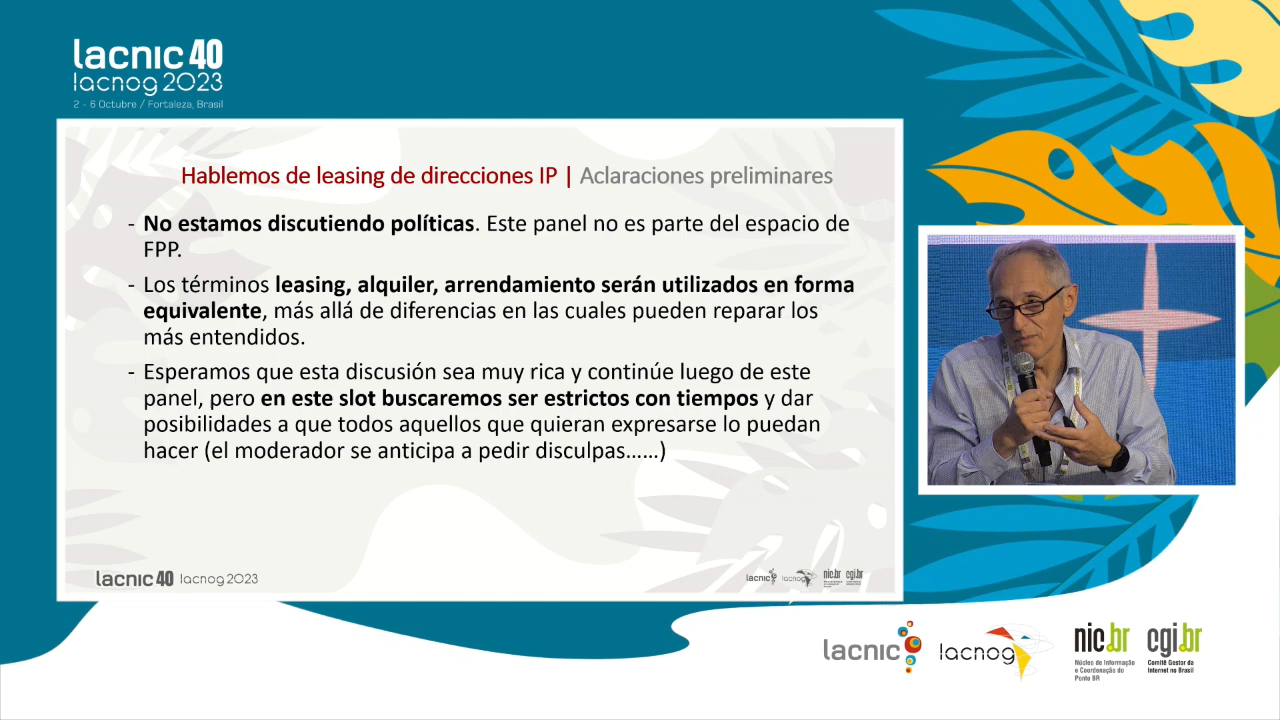 lacnic 40
lacnog 2023
2 - 6 Octubre / Fortaleza, Brasil
Hablemos de leasing de direcciones IP | Aclaraciones preliminares
- No estamos discutiendo políticas. Este panel no es parte del espacio de
FPP.
- Los términos leasing, alquiler, arrendamiento serán utilizados en forma
equivalente, más allá de diferencias en las cuales pueden reparar los
más entendidos.
- Esperamos que esta discusión sea muy rica y continúe luego de este
panel, pero en este slot buscaremos ser estrictos con tiempos y dar
posibilidades a que todos aquellos que quieran expresarse lo puedan
hacer (el moderador se anticipa a pedir disculpas......)
lacnic 40 lacnog 2023
lacnic lacnog nic.br cgi.br
lacnic lacnog nic.br cgi.br
Núcleo de Informação
e Coordenação do
Ponto BR
Comitê Gestor da
Internet no Brasil